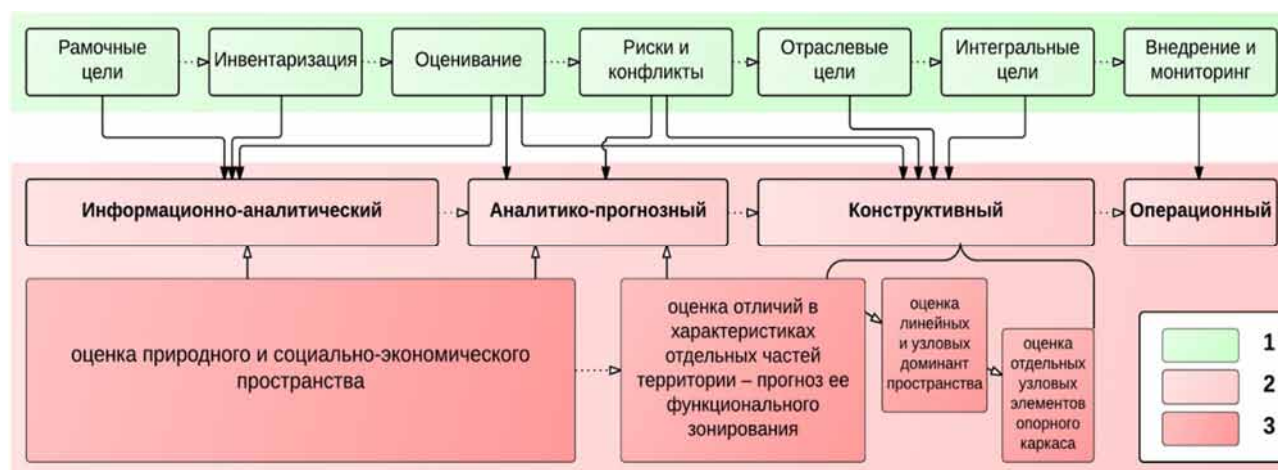 Рамочные
цели
Инвентаризация
Оценивание
Риски и
конфликты
Отраслевые
цели
Интегральные
цели
Внедрение и
мониторинг
Информационно-аналитический
Аналитико-прогнозный
Конструктивный
Операционный
оценка природного и социально-экономического
пространства
оценка отличий в
характеристиках
отдельных частей
территории – прогноз ее
функционального
зонирования
оценка
линейных
и узловых
доминант
пространства
оценка
отдельных
узловых
элементов
опорного
каркаса
1
2
3